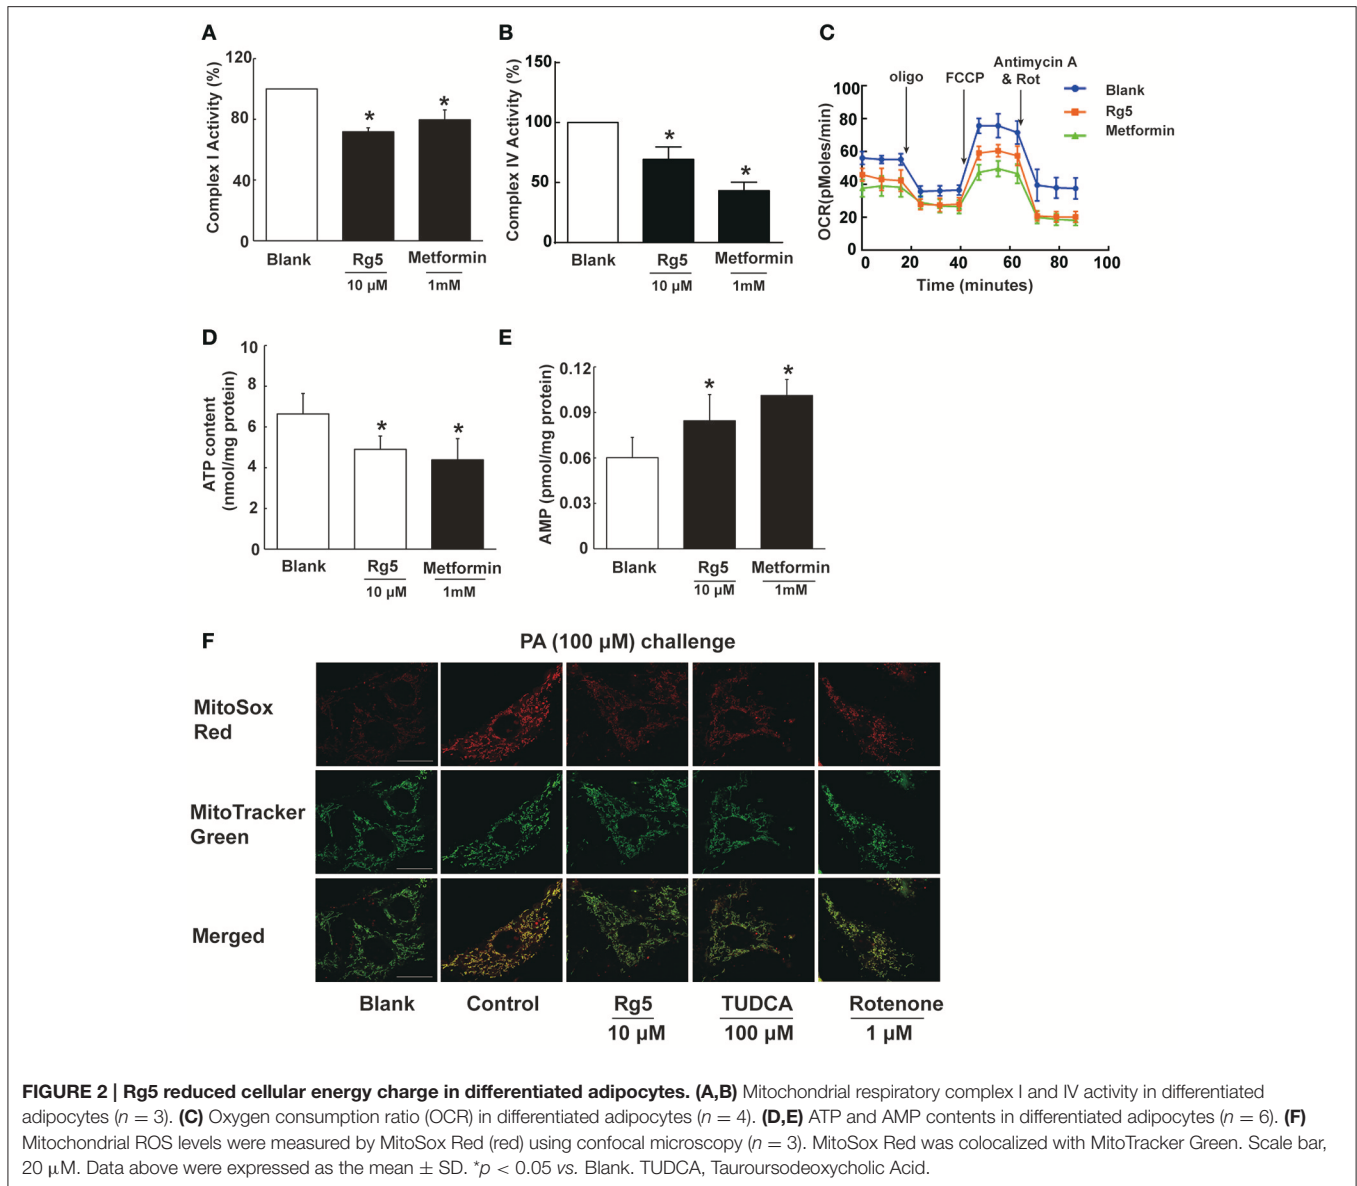 A
Complex I Activity (%)
120
80
40
0
Blank
Rg5
10 µM
Metformin
1mM
*
*
B
Complex IV Activity (%)
150
100
50
0
Blank
Rg5
10 µM
Metformin
1mM
*
*
C
OCR(pMoles/min)
100
80
60
40
20
0
oligo
FCCP
Antimycin A
& Rot
Blank
Rg5
Metformin
0 20 40 60 80 100
Time (minutes)
D
ATP content
(nmol/mg protein)
10
8
6
4
2
0
Blank
Rg5
10 µM
Metformin
1mM
*
*
E
AMP (pmol/mg protein)
0.12
0.09
0.06
0.03
0
Blank
Rg5
10 µM
Metformin
1mM
*
*
F
PA (100 µM) challenge
MitoSox
Red
MitoTracker
Green
Merged
Blank
Control
Rg5
10 µM
TUDCA
100 µM
Rotenone
1 µM
FIGURE 2 | Rg5 reduced cellular energy charge in differentiated adipocytes. (A,B) Mitochondrial respiratory complex I and IV activity in differentiated
adipocytes (n = 3). (C) Oxygen consumption ratio (OCR) in differentiated adipocytes (n = 4). (D,E) ATP and AMP contents in differentiated adipocytes (n = 6). (F)
Mitochondrial ROS levels were measured by MitoSox Red (red) using confocal microscopy (n = 3). MitoSox Red was colocalized with MitoTracker Green. Scale bar,
20 µM. Data above were expressed as the mean ± SD. *p < 0.05 vs. Blank. TUDCA, Tauroursodeoxycholic Acid.